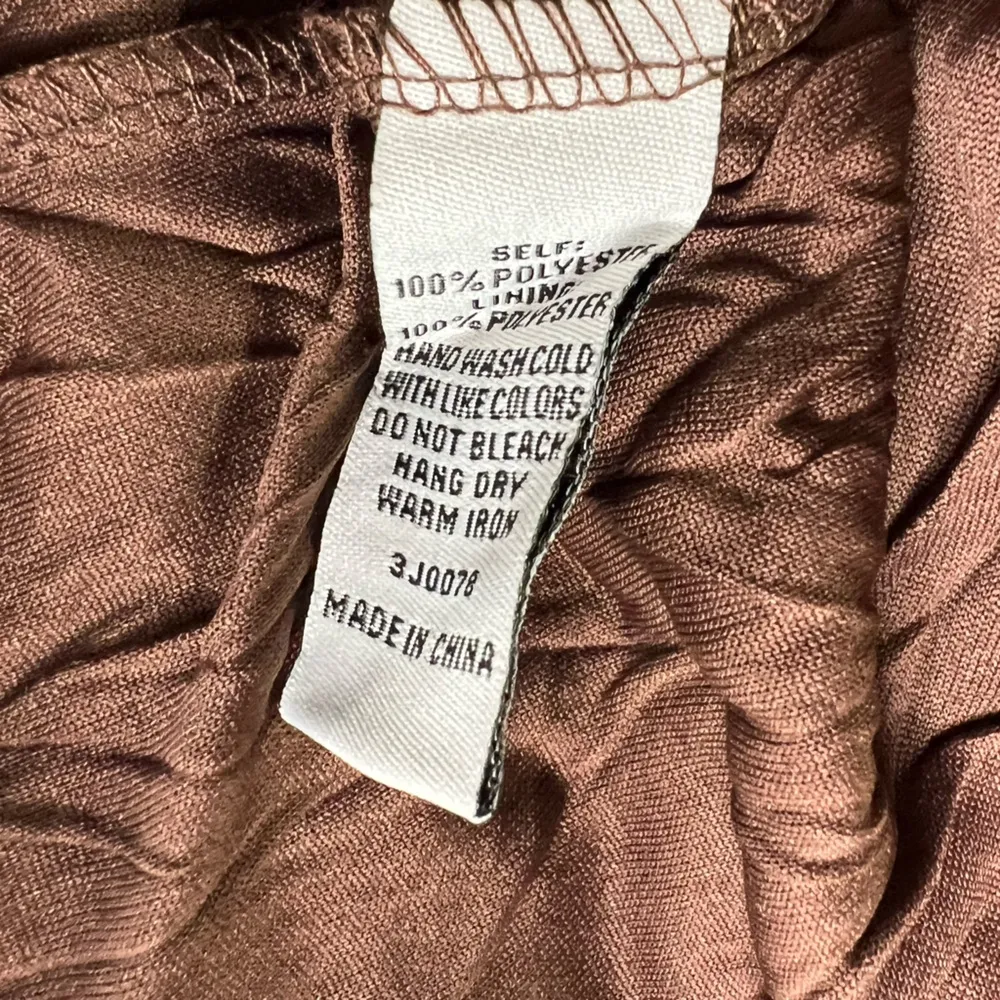 SELF:
100% POLYESTER
LINING
100% POLYESTER
HAND WASH COLD
WITH LIKE COLORS
DO NOT BLEACH
HANG DRY
WARM IRON
3J0078
MADE IN CHINA